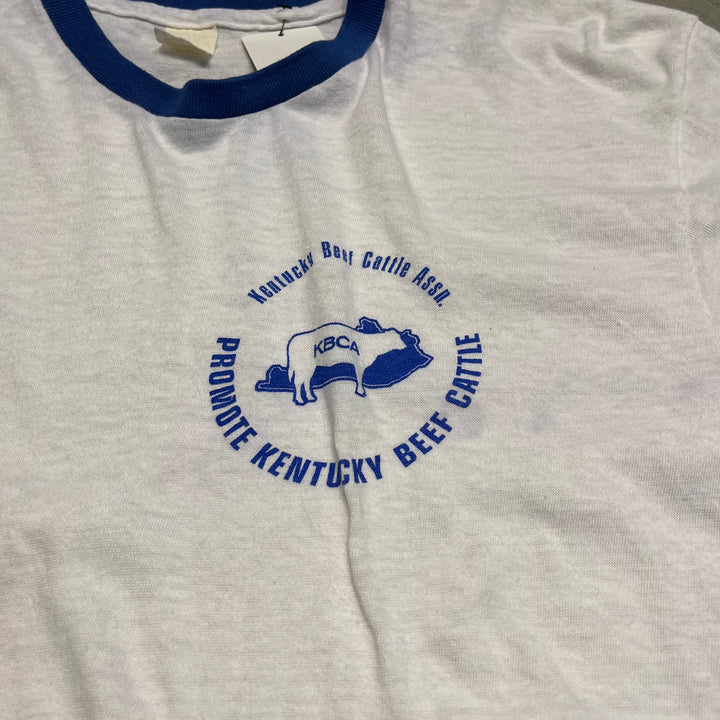 Kentucky Beef Cattle Assn.
KBCA
PROMOTE KENTUCKY BEEF CATTLE